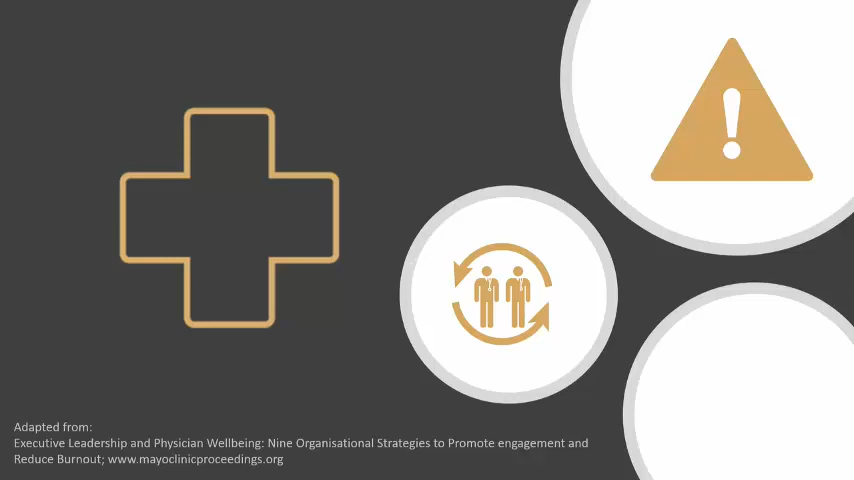 Adapted from:
Executive Leadership and Physician Wellbeing: Nine Organisational Strategies to Promote engagement and
Reduce Burnout; www.mayoclinicproceedings.org